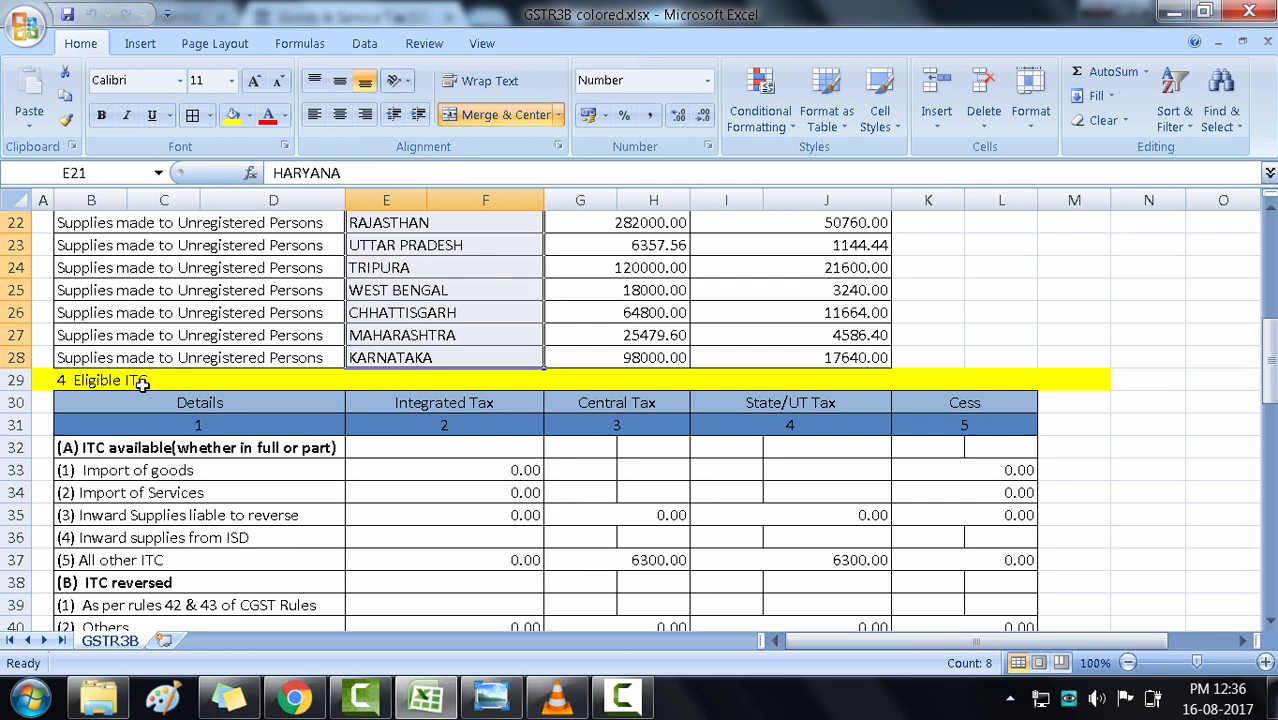 GSTR3B colored.xlsx - Microsoft Excel
Home Insert Page Layout Formulas Data Review View
Paste
Calibri 11
B I U A
Wrap Text
Merge & Center
Number
% ,
Conditional Formatting
Format as Table
Cell Styles
Insert Delete Format
Σ AutoSum
Fill
Clear
Sort & Filter
Find & Select
Clipboard Font Alignment Number Styles Cells Editing
E21 fx HARYANA
A B C D E F G H I J K L M N O
22 Supplies made to Unregistered Persons RAJASTHAN 282000.00 50760.00
23 Supplies made to Unregistered Persons UTTAR PRADESH 6357.56 1144.44
24 Supplies made to Unregistered Persons TRIPURA 120000.00 21600.00
25 Supplies made to Unregistered Persons WEST BENGAL 18000.00 3240.00
26 Supplies made to Unregistered Persons CHHATTISGARH 64800.00 11664.00
27 Supplies made to Unregistered Persons MAHARASHTRA 25479.60 4586.40
28 Supplies made to Unregistered Persons KARNATAKA 98000.00 17640.00
29 4 Eligible ITC
30 Details Integrated Tax Central Tax State/UT Tax Cess
31 1 2 3 4 5
32 (A) ITC available(whether in full or part)
33 (1) Import of goods 0.00 0.00
34 (2) Import of Services 0.00 0.00
35 (3) Inward Supplies liable to reverse 0.00 0.00 0.00 0.00
36 (4) Inward supplies from ISD
37 (5) All other ITC 0.00 6300.00 6300.00 0.00
38 (B) ITC reversed
39 (1) As per rules 42 & 43 of CGST Rules
40 (2) Others 0.00 0.00 0.00 0.00
GSTR3B
Ready Count: 8 100%
PM 12:36
16-08-2017